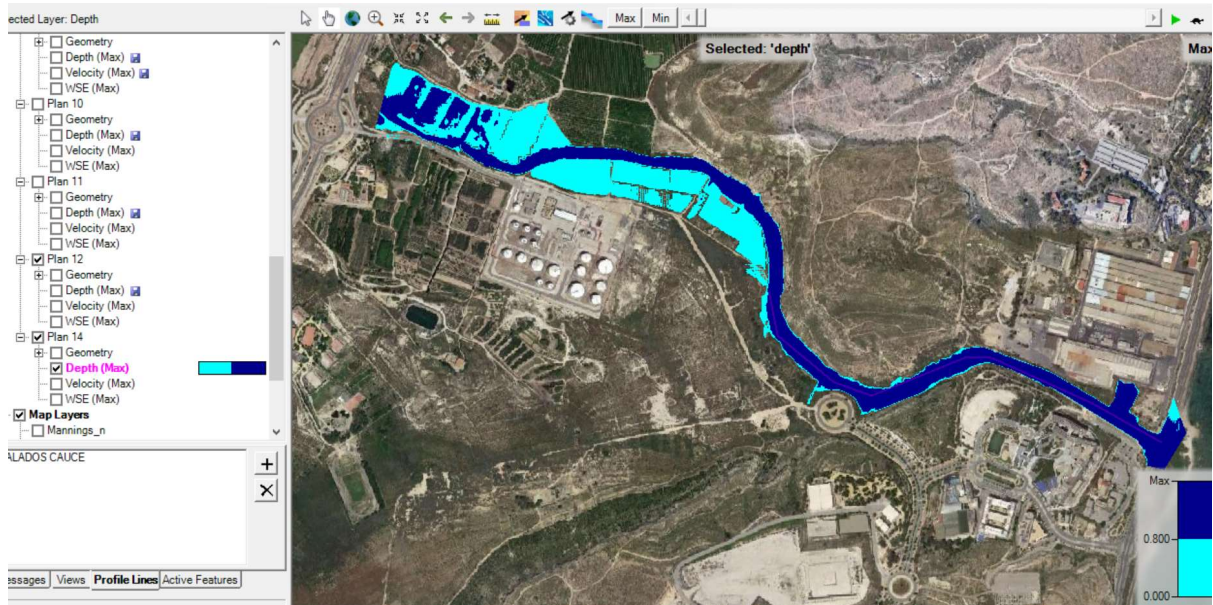 ected Layer: Depth
Max Min
Geometry
Depth (Max)
Velocity (Max)
WSE (Max)
Plan 10
Geometry
Depth (Max)
Velocity (Max)
WSE (Max)
Plan 11
Geometry
Depth (Max)
Velocity (Max)
WSE (Max)
Plan 12
Geometry
Depth (Max)
Velocity (Max)
WSE (Max)
Plan 14
Geometry
Depth (Max)
Velocity (Max)
WSE (Max)
Map Layers
Mannings_n
ALADOS CAUCE
essages Views Profile Lines Active Features
Selected: 'depth'
Max
Max
0.800
0.000